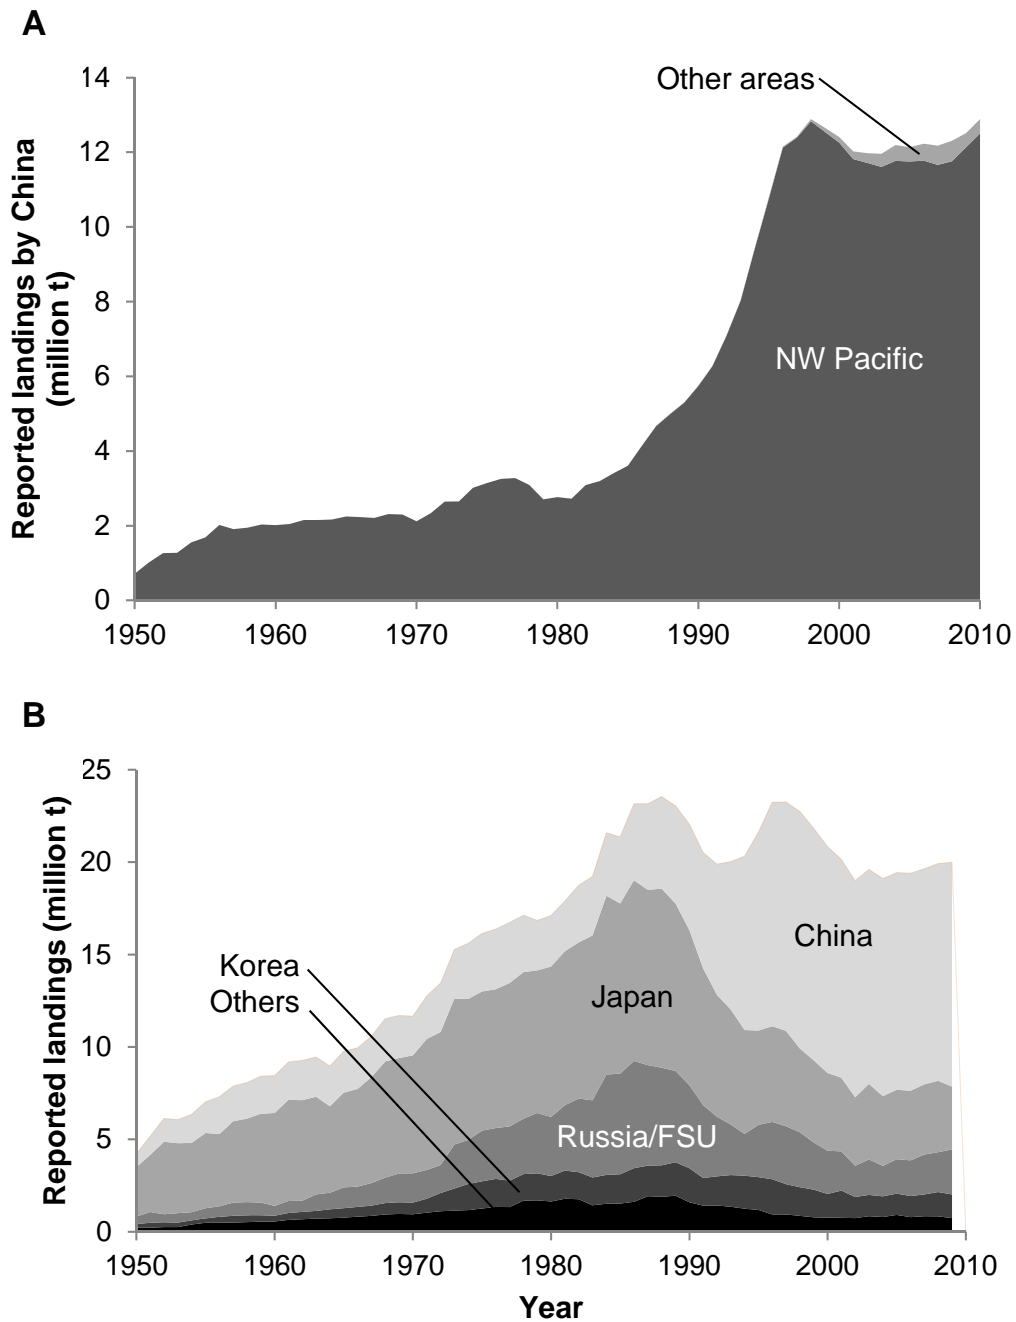 A
14
12
10
8
6
4
2
0
Reported landings by China
(million t)
Other areas
NW Pacific
1950 1960 1970 1980 1990 2000 2010
B
25
20
15
10
5
0
Reported landings (million t)
Korea
Others
Japan
China
Russia/FSU
1950 1960 1970 1980 1990 2000 2010
Year